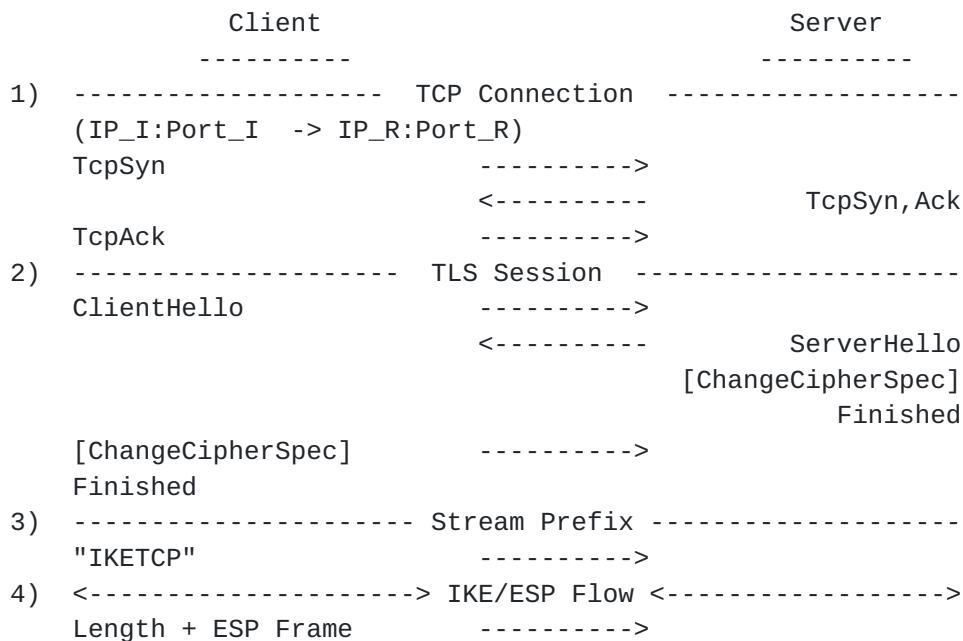 Client                              Server
            ----------                          ----------
1)  --------------------  TCP Connection  -------------------
    (IP_I:Port_I  -> IP_R:Port_R)
    TcpSyn                    ---------->
                              <----------          TcpSyn,Ack
    TcpAck                    ---------->
2)  ---------------------  TLS Session  ---------------------
    ClientHello               ---------->
                              <----------         ServerHello
                                           [ChangeCipherSpec]
                                                     Finished
    [ChangeCipherSpec]        ---------->
    Finished
3)  ---------------------- Stream Prefix --------------------
    "IKETCP"                  ---------->
4)  <---------------------> IKE/ESP Flow <------------------>
    Length + ESP Frame        ---------->